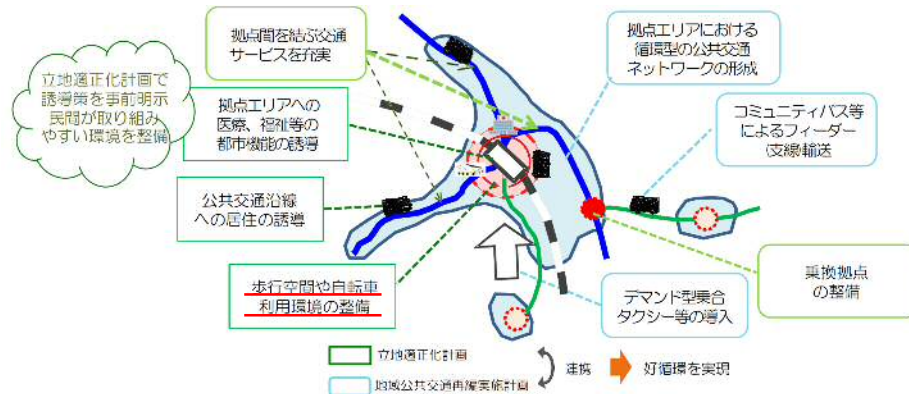 立地適正化計画で
誘導策を事前明示
民間が取り組み
やすい環境を整備
拠点間を結ぶ交通
サービスを充実
拠点エリアへの
医療、福祉等の
都市機能の誘導
公共交通沿線
への居住の誘導
歩行空間や自転車
利用環境の整備
拠点エリアにおける
循環型の公共交通
ネットワークの形成
コミュニティバス等
によるフィーダー
(支線)輸送
乗換拠点
の整備
デマンド型乗合
タクシー等の導入
立地適正化計画
連携
好循環を実現
地域公共交通再編実施計画